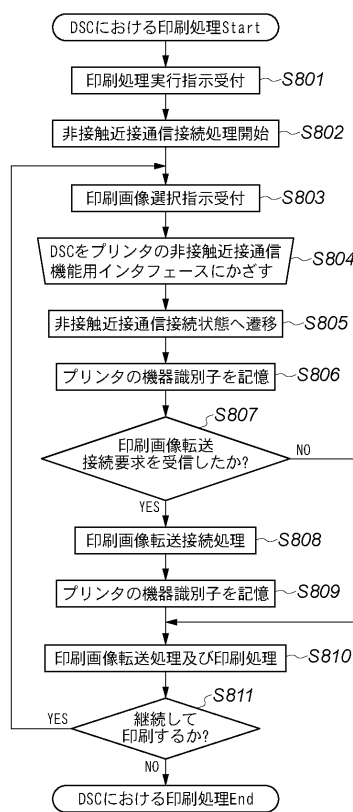 DSCにおける印刷処理Start
印刷処理実行指示受付
S801
非接触近接通信接続処理開始
S802
印刷画像選択指示受付
S803
DSCをプリンタの非接触近接通信
機能用インタフェースにかざす
S804
非接触近接通信接続状態へ遷移
S805
プリンタの機器識別子を記憶
S806
S807
印刷画像転送
接続要求を受信したか?
NO
YES
印刷画像転送接続処理
S808
プリンタの機器識別子を記憶
S809
印刷画像転送処理及び印刷処理
S810
S811
YES
継続して
印刷するか?
NO
DSCにおける印刷処理End